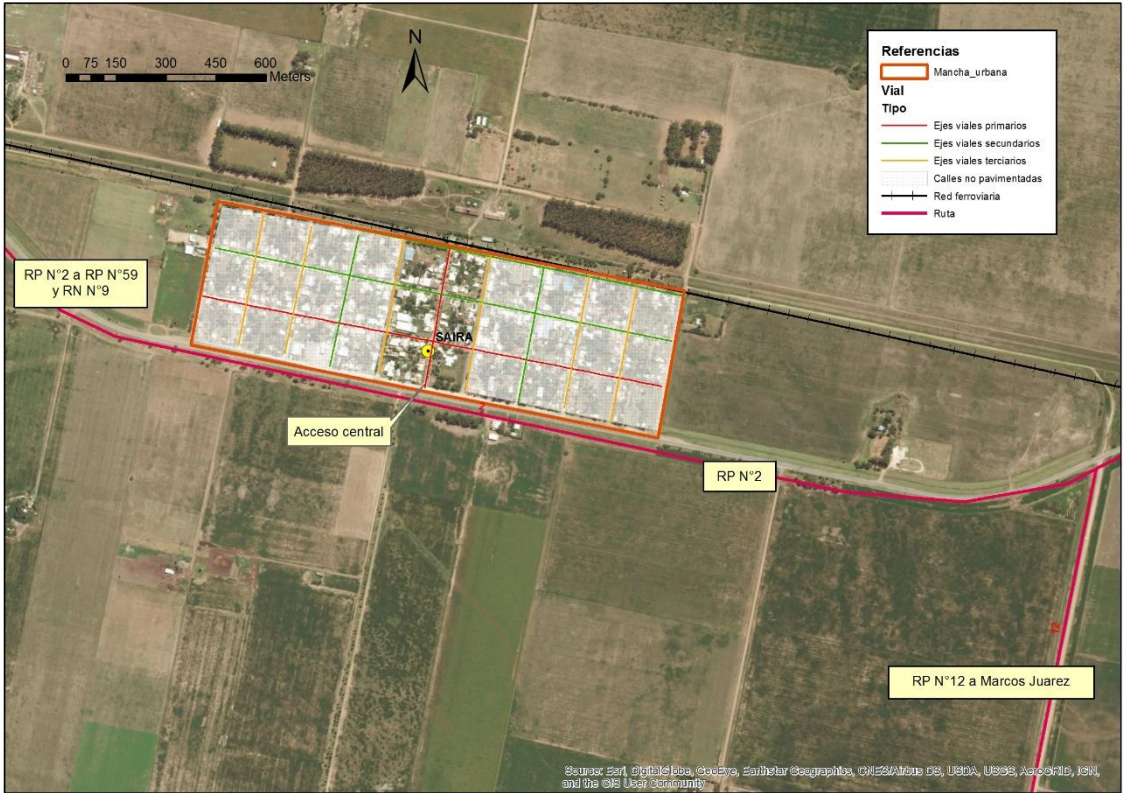 N
0 75 150 300 450 600
Meters
Referencias
Mancha_urbana
Vial
Tipo
Ejes viales primarios
Ejes viales secundarios
Ejes viales terciarios
Calles no pavimentadas
Red ferroviaria
Ruta
RP N°2 a RP N°59
y RN N°9
SAIRA
Acceso central
2
RP N°2
12
RP N°12 a Marcos Juarez
Source: Esri, DigitalGlobe, GeoEye, Earthstar Geographics, CNES/Airbus DS, USDA, USGS, AeroGRID, IGN,
and the GIS User Community